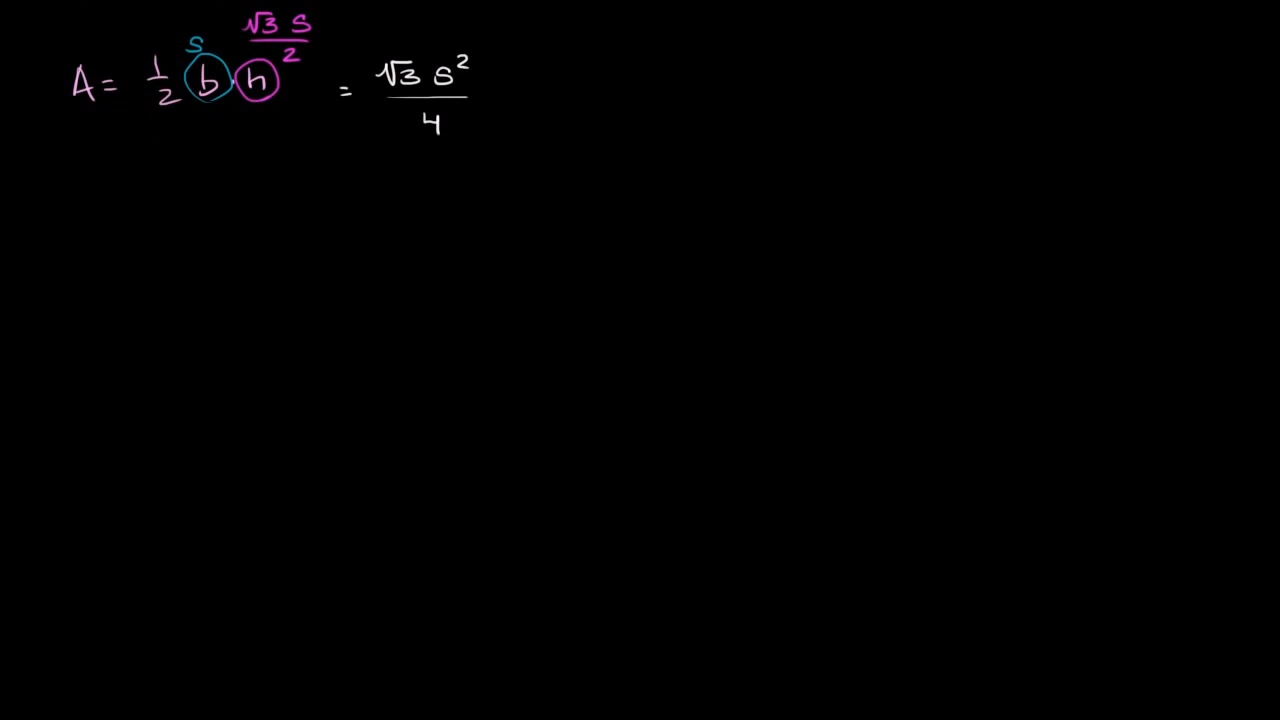 s √3 s / 2
A = 1/2 b · h = √3 s² / 4